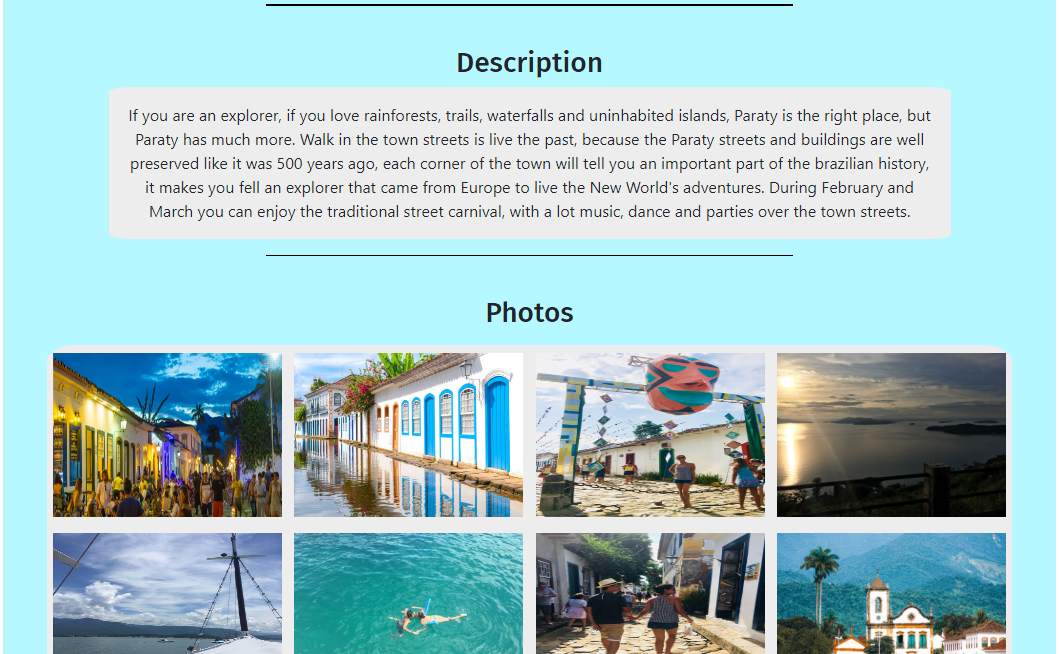 Description
If you are an explorer, if you love rainforests, trails, waterfalls and uninhabited islands, Paraty is the right place, but
Paraty has much more. Walk in the town streets is live the past, because the Paraty streets and buildings are well
preserved like it was 500 years ago, each corner of the town will tell you an important part of the brazilian history,
it makes you fell an explorer that came from Europe to live the New World's adventures. During February and
March you can enjoy the traditional street carnival, with a lot music, dance and parties over the town streets.
Photos